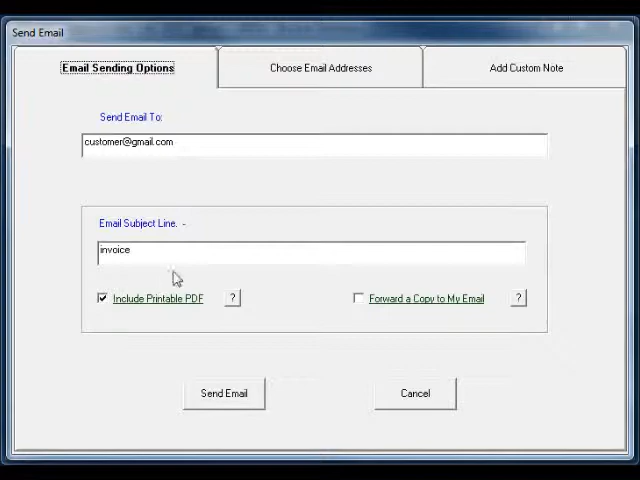 Send Email
Email Sending Options
Choose Email Addresses
Add Custom Note
Send Email To:
customer@gmail.com
Email Subject Line. -
invoice
Include Printable PDF
?
Forward a Copy to My Email
?
Send Email
Cancel